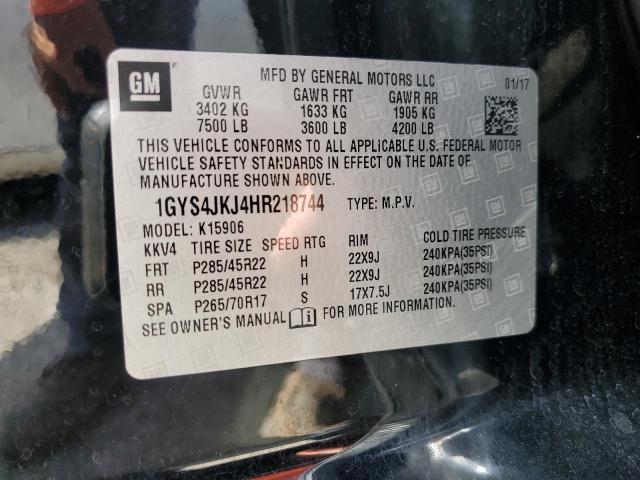 GM
MFD BY GENERAL MOTORS LLC 01/17
GVWR GAWR FRT GAWR RR
3402 KG 1633 KG 1905 KG
7500 LB 3600 LB 4200 LB
THIS VEHICLE CONFORMS TO ALL APPLICABLE U.S. FEDERAL MOTOR
VEHICLE SAFETY STANDARDS IN EFFECT ON THE DATE OF
MANUFACTURE SHOWN ABOVE.
1GYS4JKJ4HR218744 TYPE: M.P.V.
MODEL: K15906
KKV4 TIRE SIZE SPEED RTG RIM COLD TIRE PRESSURE
FRT P285/45R22 H 22X9J 240KPA(35PSI)
RR P285/45R22 H 22X9J 240KPA(35PSI)
SPA P265/70R17 S 17X7.5J 240KPA(35PSI)
SEE OWNER'S MANUAL FOR MORE INFORMATION.